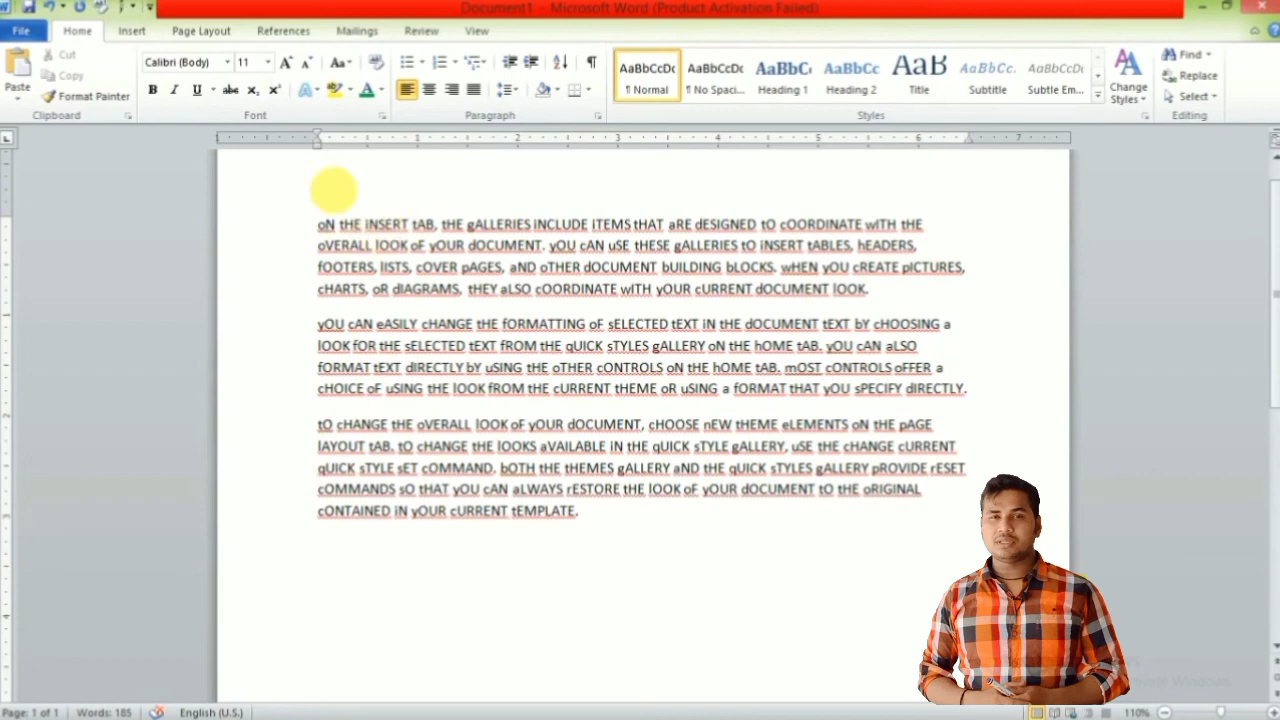 Document1 - Microsoft Word (Product Activation Failed)
File Home Insert Page Layout References Mailings Review View
Cut
Copy
Paste
Format Painter
Clipboard
Calibri (Body) 11
Font
Paragraph
AaBbCcDc AaBbCcDc AaBbC AaBbCc AaB AaBbCc. AaBbCcDı
¶ Normal ¶ No Spaci... Heading 1 Heading 2 Title Subtitle Subtle Em...
Styles
Change
Styles
Find
Replace
Select
Editing
1 2 3 4 5 6 7
oN tHE iNSERT tAB, tHE gALLERIES iNCLUDE iTEMS tHAT aRE dESIGNED tO cOORDINATE wITH tHE
oVERALL lOOK oF yOUR dOCUMENT. yOU cAN uSE tHESE gALLERIES tO iNSERT tABLES, hEADERS,
fOOTERS, lISTS, cOVER pAGES, aND oTHER dOCUMENT bUILDING bLOCKS. wHEN yOU cREATE pICTURES,
cHARTS, oR dIAGRAMS, tHEY aLSO cOORDINATE wITH yOUR cURRENT dOCUMENT lOOK.
yOU cAN eASILY cHANGE tHE fORMATTING oF sELECTED tEXT iN tHE dOCUMENT tEXT bY cHOOSING a
lOOK fOR tHE sELECTED tEXT fROM tHE qUICK sTYLES gALLERY oN tHE hOME tAB. yOU cAN aLSO
fORMAT tEXT dIRECTLY bY uSING tHE oTHER cONTROLS oN tHE hOME tAB. mOST cONTROLS oFFER a
cHOICE oF uSING tHE lOOK fROM tHE cURRENT tHEME oR uSING a fORMAT tHAT yOU sPECIFY dIRECTLY.
tO cHANGE tHE oVERALL lOOK oF yOUR dOCUMENT, cHOOSE nEW tHEME eLEMENTS oN tHE pAGE
lAYOUT tAB. tO cHANGE tHE lOOKS aVAILABLE iN tHE qUICK sTYLE gALLERY, uSE tHE cHANGE cURRENT
qUICK sTYLE sET cOMMAND. bOTH tHE tHEMES gALLERY aND tHE qUICK sTYLES gALLERY pROVIDE rESET
cOMMANDS sO tHAT yOU cAN aLWAYS rESTORE tHE lOOK oF yOUR dOCUMENT tO tHE oRIGINAL
cONTAINED iN yOUR cURRENT tEMPLATE.
Page: 1 of 1 Words: 185 English (U.S.) 110%